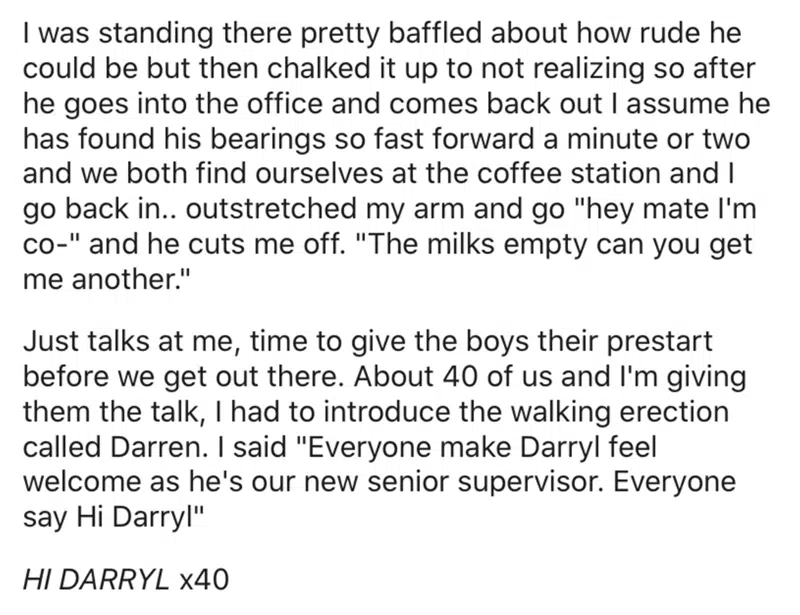 I was standing there pretty baffled about how rude he
could be but then chalked it up to not realizing so after
he goes into the office and comes back out I assume he
has found his bearings so fast forward a minute or two
and we both find ourselves at the coffee station and I
go back in.. outstretched my arm and go "hey mate I'm
co-" and he cuts me off. "The milks empty can you get
me another."
Just talks at me, time to give the boys their prestart
before we get out there. About 40 of us and I'm giving
them the talk, I had to introduce the walking erection
called Darren. I said "Everyone make Darryl feel
welcome as he's our new senior supervisor. Everyone
say Hi Darryl"
HI DARRYL x40